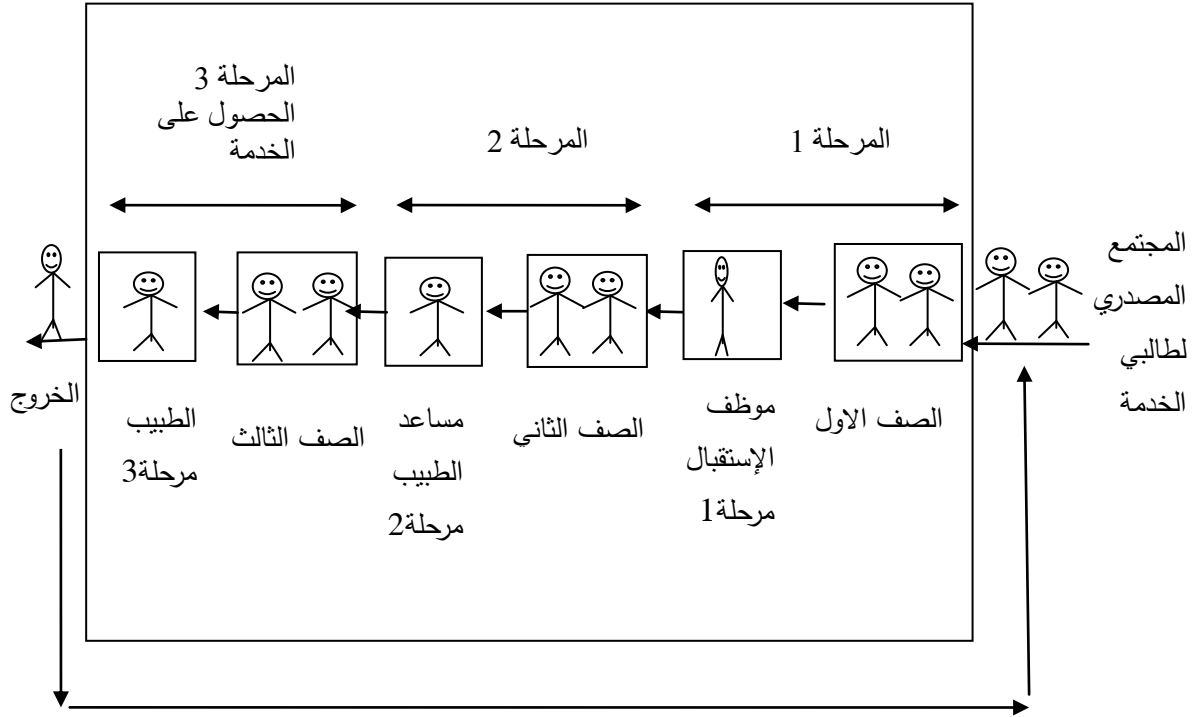 المرحلة 1
المرحلة 2
المرحلة 3
الحصول على
الخدمة
المجتمع
المصدري
لطالبي
الخدمة
الصف الاول
موظف
الإستقبال
مرحلة1
الصف الثاني
مساعد
الطبيب
مرحلة2
الصف الثالث
الطبيب
مرحلة3
الخروج